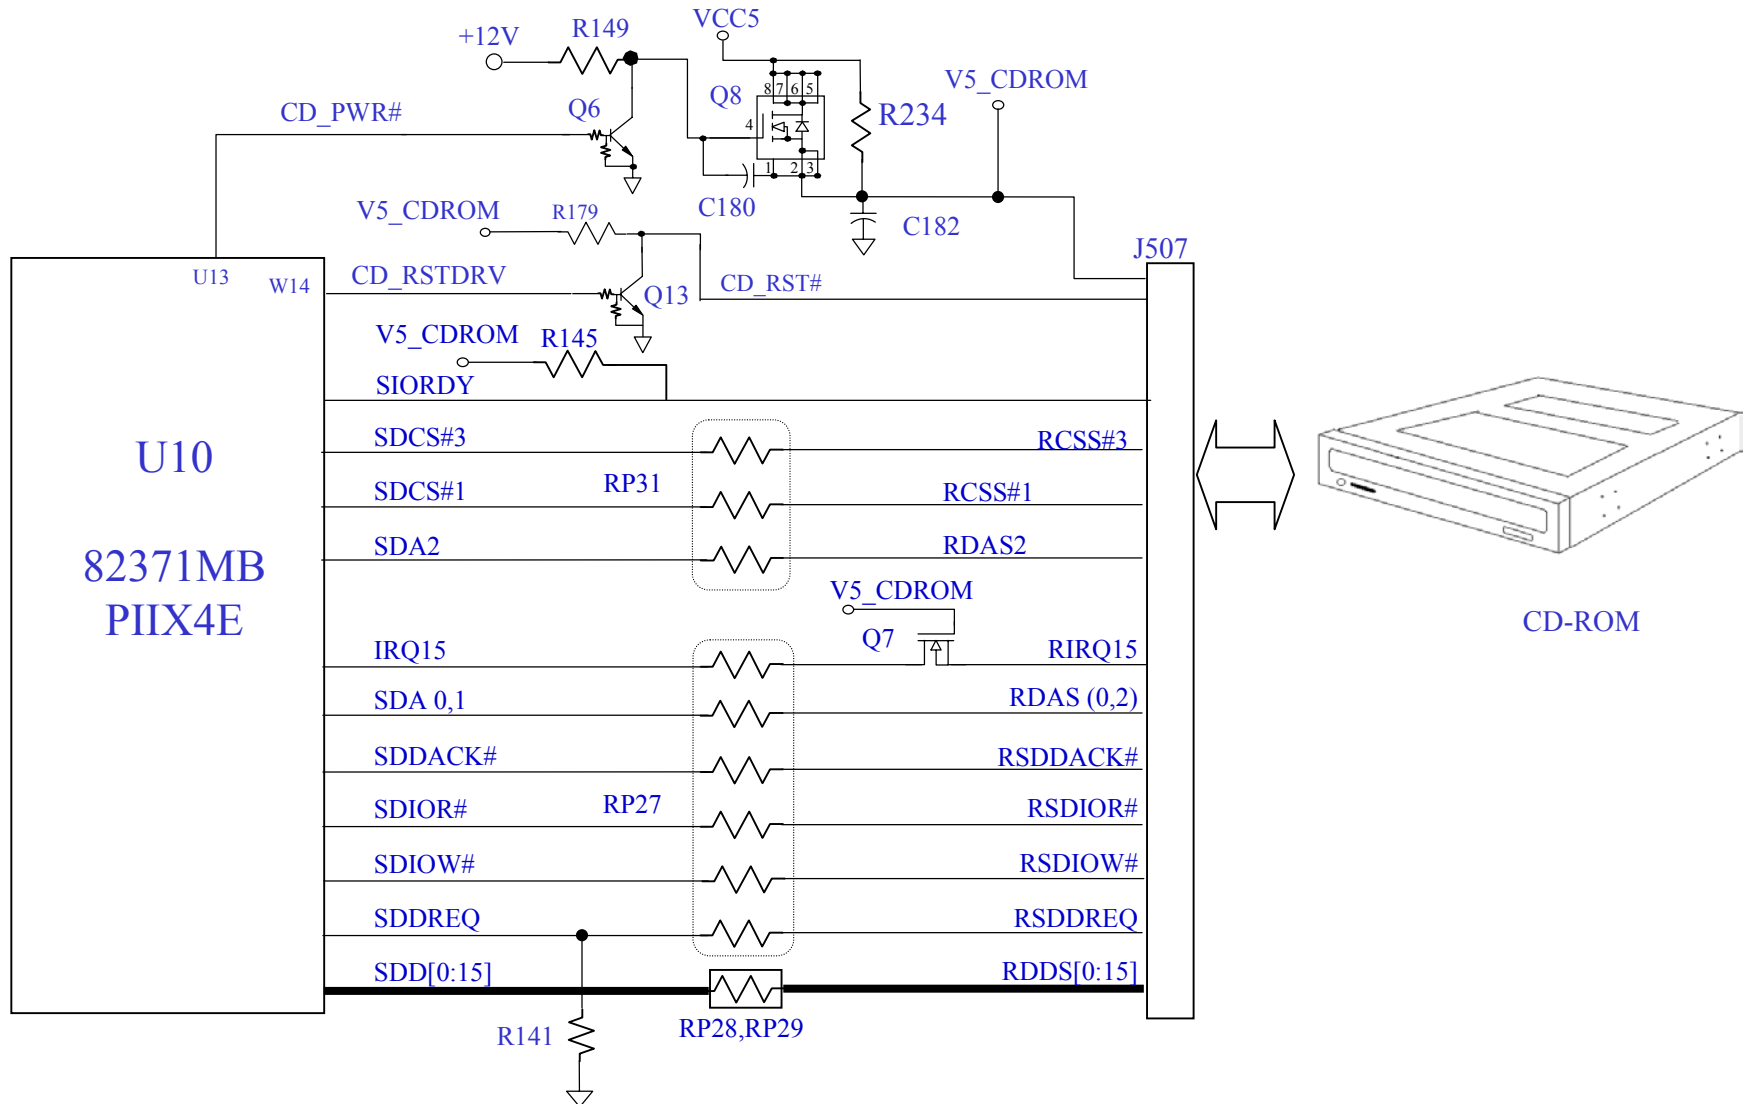 VCC5
R149
+12V
V5_CDROM
8 7 6 5
Q8
CD_PWR#
Q6
R234
4
1 2 3
C180
V5_CDROM
R179
C182
J507
U13
W14
CD_RSTDRV
Q13
CD_RST#
V5_CDROM
R145
SIORDY
U10
82371MB
PIIX4E
SDCS#3
RCSS#3
RP31
SDCS#1
RCSS#1
SDA2
RDAS2
V5_CDROM
Q7
CD-ROM
IRQ15
RIRQ15
SDA 0,1
RDAS (0,2)
SDDACK#
RSDDACK#
SDIOR#
RP27
RSDIOR#
SDIOW#
RSDIOW#
SDDREQ
RSDDREQ
SDD[0:15]
RDDS[0:15]
R141
RP28,RP29